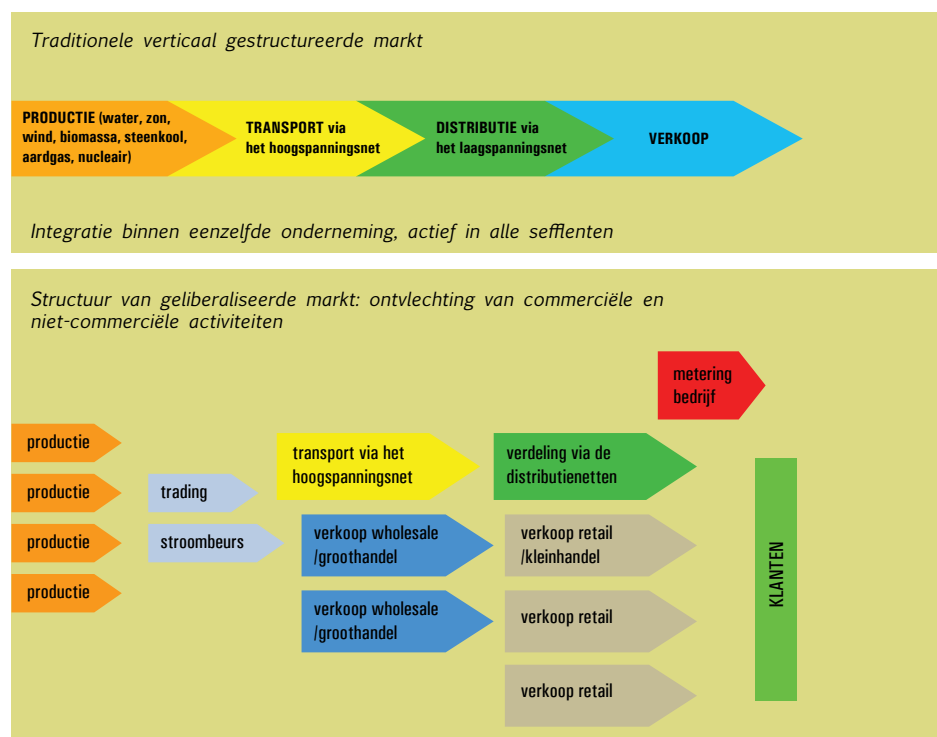 Traditionele verticaal gestructureerde markt
PRODUCTIE (water, zon,
wind, biomassa, steenkool,
aardgas, nucleair)
TRANSPORT via
het hoogspanningsnet
DISTRIBUTIE via
het laagspanningsnet
VERKOOP
Integratie binnen eenzelfde onderneming, actief in alle sefflenten
Structuur van geliberaliseerde markt: ontvlechting van commerciële en
niet-commerciële activiteiten
metering
bedrijf
productie
productie
productie
productie
trading
stroombeurs
transport via het
hoogspanningsnet
verkoop wholesale
/groothandel
verkoop wholesale
/groothandel
verdeling via de
distributienetten
verkoop retail
/kleinhandel
verkoop retail
verkoop retail
KLANTEN